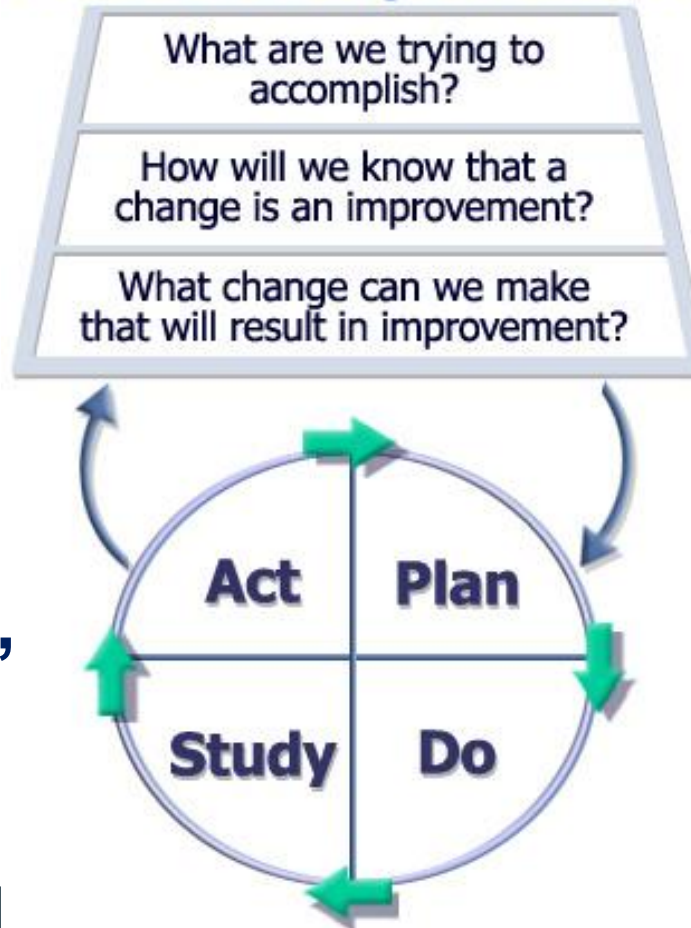 What are we trying to
accomplish?
How will we know that a
change is an improvement?
What change can we make
that will result in improvement?
Act
Plan
Study
Do